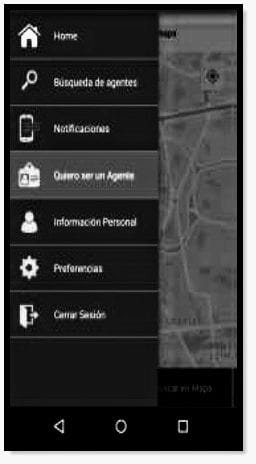 Home
Búsqueda de agentes
Notificaciones
Quiero ser un Agente
Información Personal
Preferencias
Cerrar Sesión